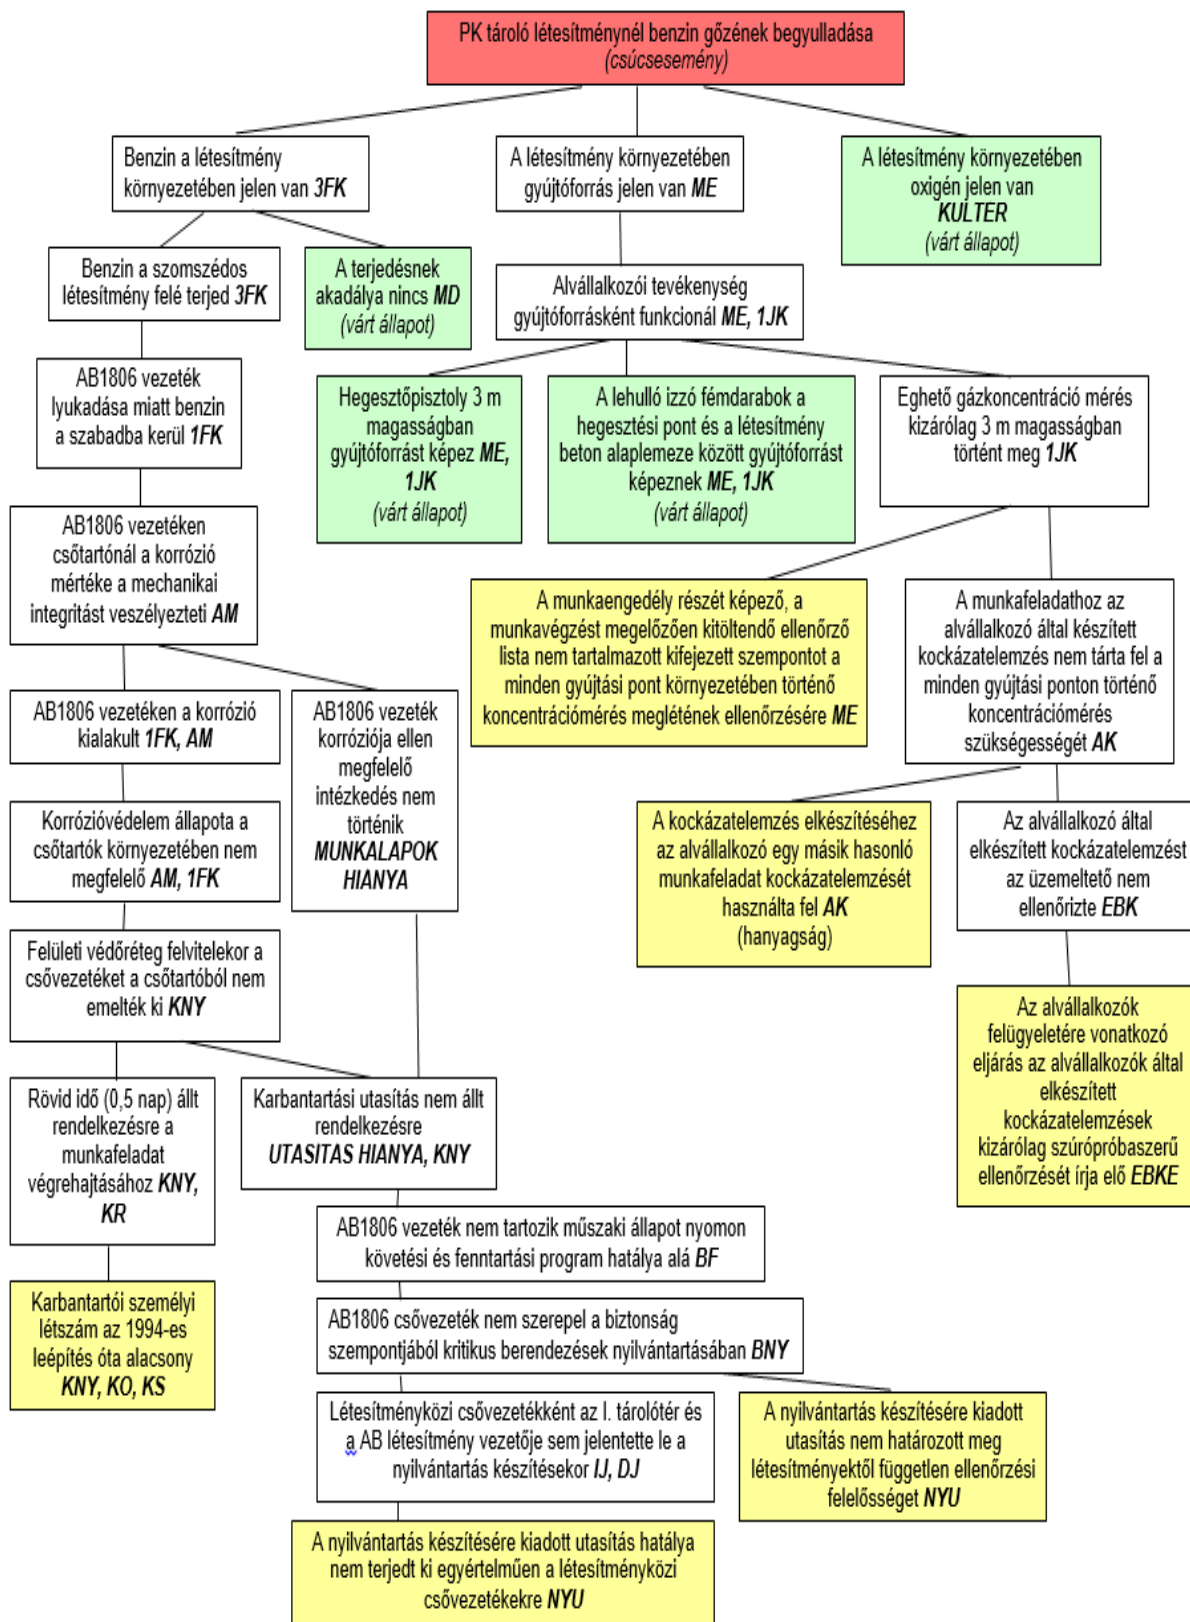 PK tároló létesítménynél benzin gőzének begyulladása
(csúcsesemény)
Benzin a létesítmény
környezetében jelen van 3FK
A létesítmény környezetében
gyújtóforrás jelen van ME
A létesítmény környezetében
oxigén jelen van
KULTER
(várt állapot)
Benzin a szomszédos
létesítmény felé terjed 3FK
A terjedésnek
akadálya nincs MD
(várt állapot)
Alvállalkozói tevékenység
gyújtóforrásként funkcionál ME, 1JK
AB1806 vezeték
lyukadása miatt benzin
a szabadba kerül 1FK
Hegesztőpisztoly 3 m
magasságban
gyújtóforrást képez ME,
1JK
(várt állapot)
A lehulló izzó fémdarabok a
hegesztési pont és a létesítmény
beton alaplemeze között gyújtóforrást
képeznek ME, 1JK
(várt állapot)
Eghető gázkoncentráció mérés
kizárólag 3 m magasságban
történt meg 1JK
AB1806 vezetéken
csőtartónál a korrózió
mértéke a mechanikai
integritást veszélyezteti AM
A munkaengedély részét képező, a
munkavégzést megelőzően kitöltendő ellenőrző
lista nem tartalmazott kifejezett szempontot a
minden gyújtási pont környezetében történő
koncentrációmérés meglétének ellenőrzésére ME
A munkafeladathoz az
alvállalkozó által készített
kockázatelemzés nem tárta fel a
minden gyújtási ponton történő
koncentrációmérés
szükségességét AK
AB1806 vezetéken a korrózió
kialakult 1FK, AM
AB1806 vezeték
korróziója ellen
megfelelő
intézkedés nem
történik
MUNKALAPOK
HIANYA
Korrózióvédelem állapota a
csőtartók környezetében nem
megfelelő AM, 1FK
A kockázatelemzés elkészítéséhez
az alvállalkozó egy másik hasonló
munkafeladat kockázatelemzését
használta fel AK
(hanyagság)
Az alvállalkozó által
elkészített kockázatelemzést
az üzemeltető nem
ellenőrizte EBK
Felületi védőréteg felvitelekor a
csővezetéket a csőtartóból nem
emelték ki KNY
Az alvállalkozók
felügyeletére vonatkozó
eljárás az alvállalkozók által
elkészített
kockázatelemzések
kizárólag szúrópróbaszerű
ellenőrzését írja elő EBKE
Rövid idő (0,5 nap) állt
rendelkezésre a
munkafeladat
végrehajtásához KNY,
KR
Karbantartási utasítás nem állt
rendelkezésre
UTASITAS HIANYA, KNY
AB1806 vezeték nem tartozik műszaki állapot nyomon
követési és fenntartási program hatálya alá BF
Karbantartói személyi
létszám az 1994-es
leépítés óta alacsony
KNY, KO, KS
AB1806 csővezeték nem szerepel a biztonság
szempontjából kritikus berendezések nyilvántartásában BNY
Létesítményközi csővezetékként az I. tárolótér és
a AB létesítmény vezetője sem jelentette le a
nyilvántartás készítésekor IJ, DJ
A nyilvántartás készítésére kiadott
utasítás nem határozott meg
létesítményektől független ellenőrzési
felelősséget NYU
A nyilvántartás készítésére kiadott utasítás hatálya
nem terjedt ki egyértelműen a létesítményközi
csővezetékekre NYU